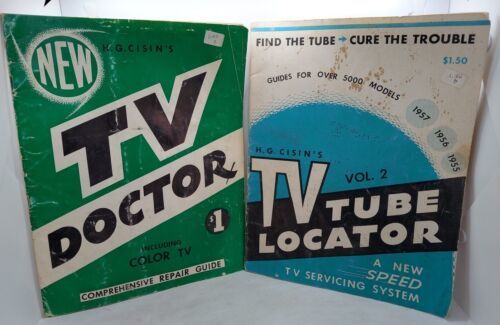 NEW
H.G. CISIN'S
TV
DOCTOR
$1
INCLUDING
COLOR TV
COMPREHENSIVE REPAIR GUIDE
FIND THE TUBE → CURE THE TROUBLE
$1.50
GUIDES FOR OVER 5000 MODELS
1957
1956
1955
H.G. CISIN'S
TV VOL. 2
TUBE
LOCATOR
A NEW
SPEED
TV SERVICING SYSTEM